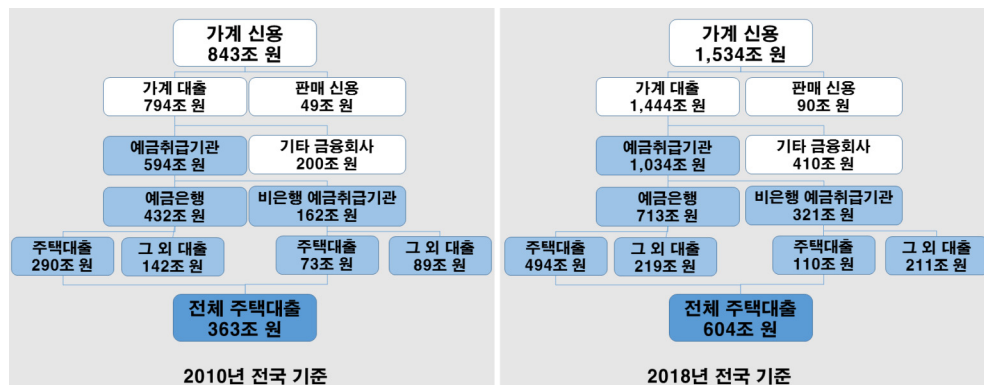 가계 신용
843조 원
가계 대출
794조 원
판매 신용
49조 원
예금취급기관
594조 원
기타 금융회사
200조 원
예금은행
432조 원
비은행 예금취급기관
162조 원
주택대출
290조 원
그 외 대출
142조 원
주택대출
73조 원
그 외 대출
89조 원
전체 주택대출
363조 원
2010년 전국 기준
가계 신용
1,534조 원
가계 대출
1,444조 원
판매 신용
90조 원
예금취급기관
1,034조 원
기타 금융회사
410조 원
예금은행
713조 원
비은행 예금취급기관
321조 원
주택대출
494조 원
그 외 대출
219조 원
주택대출
110조 원
그 외 대출
211조 원
전체 주택대출
604조 원
2018년 전국 기준